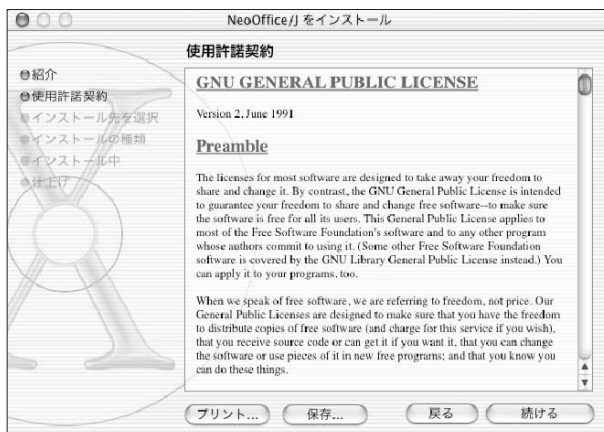 NeoOffice/J をインストール
使用許諾契約
紹介
使用許諾契約
インストール先を選択
インストールの種類
インストール中
仕上げ
GNU GENERAL PUBLIC LICENSE
Version 2, June 1991
Preamble
The licenses for most software are designed to take away your freedom to
share and change it. By contrast, the GNU General Public License is intended
to guarantee your freedom to share and change free software--to make sure
the software is free for all its users. This General Public License applies to
most of the Free Software Foundation's software and to any other program
whose authors commit to using it. (Some other Free Software Foundation
software is covered by the GNU Library General Public License instead.) You
can apply it to your programs, too.
When we speak of free software, we are referring to freedom, not price. Our
General Public Licenses are designed to make sure that you have the freedom
to distribute copies of free software (and charge for this service if you wish),
that you receive source code or can get it if you want it, that you can change
the software or use pieces of it in new free programs; and that you know you
can do these things.
プリント...
保存...
戻る
続ける